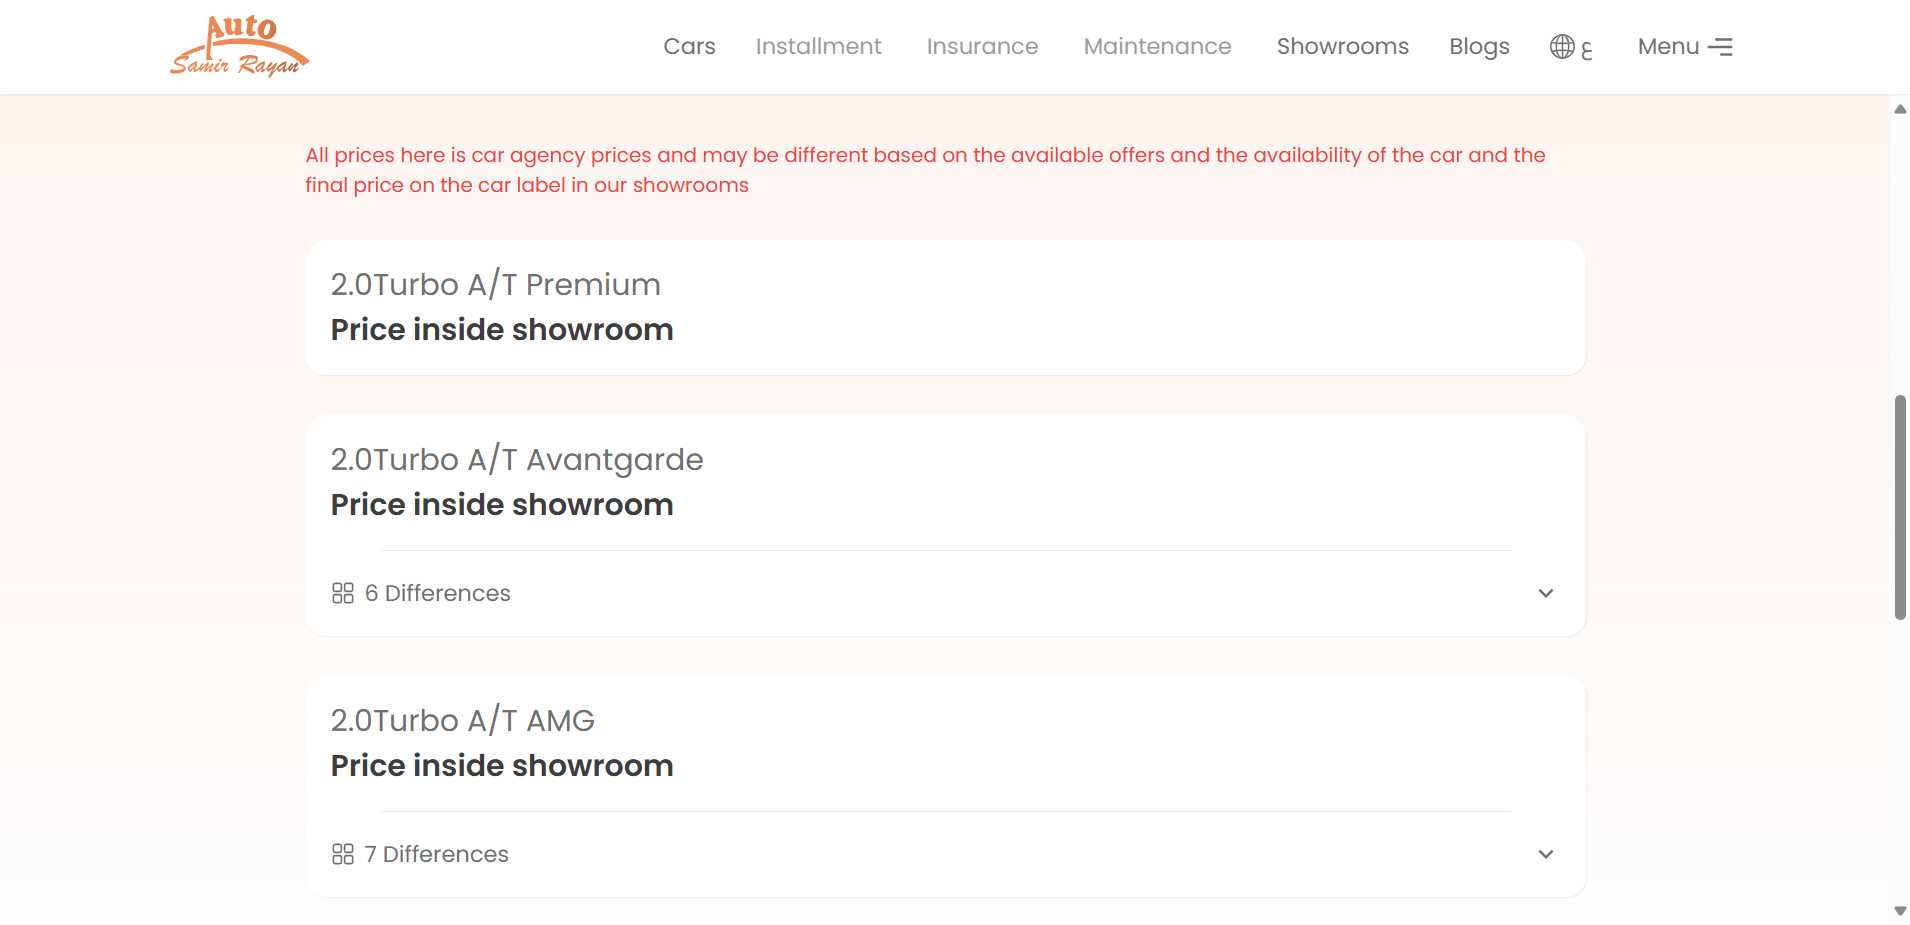 Auto
Samir Rayan
Cars Installment Insurance Maintenance Showrooms Blogs ع Menu
All prices here is car agency prices and may be different based on the available offers and the availability of the car and the
final price on the car label in our showrooms
2.0Turbo A/T Premium
Price inside showroom
2.0Turbo A/T Avantgarde
Price inside showroom
6 Differences
2.0Turbo A/T AMG
Price inside showroom
7 Differences